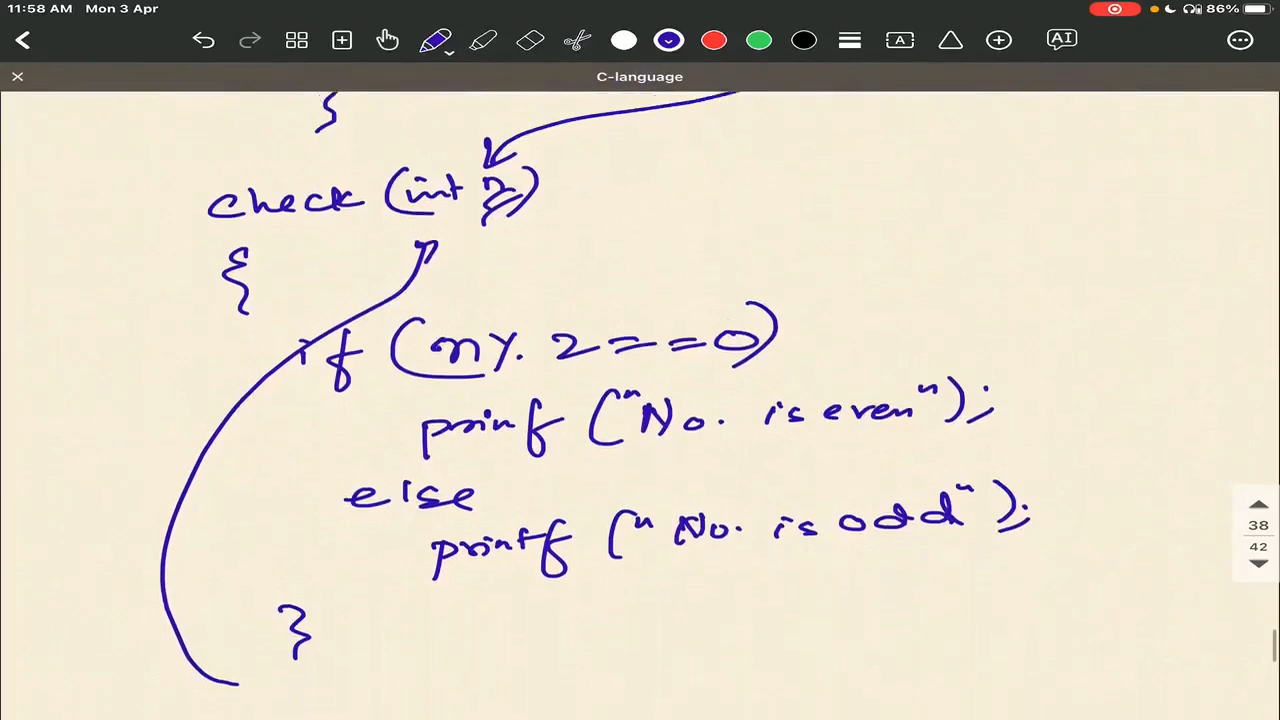 11:58 AM Mon 3 Apr 86%
A AI
C-language
}
check (int n)
{
if (n % 2 == 0)
printf ("No. is even");
else
printf ("No. is odd");
}
38
42